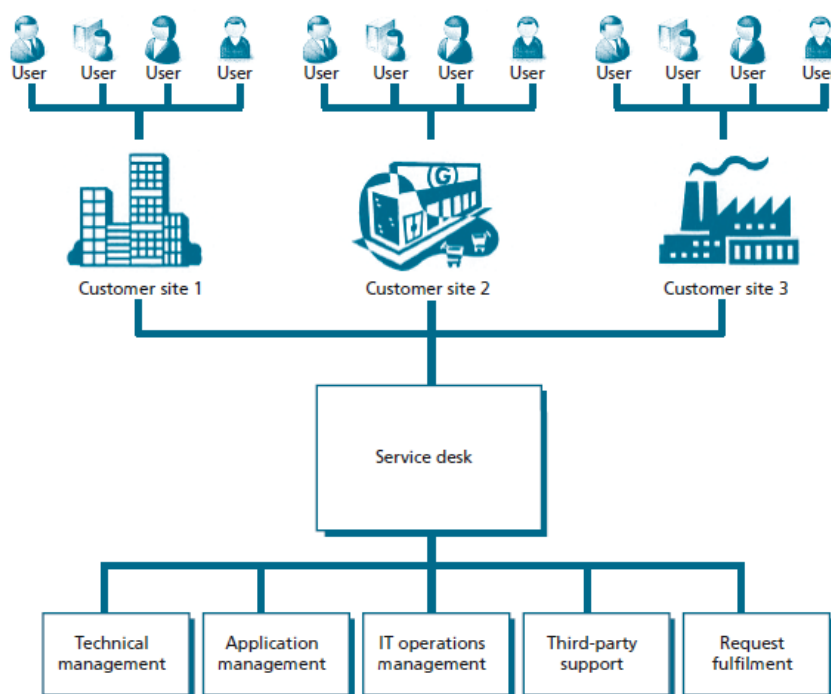 User User User User User User User User User User User Use
Customer site 1 Customer site 2 Customer site 3
G
Service desk
Technical management
Application management
IT operations management
Third-party support
Request fulfilment